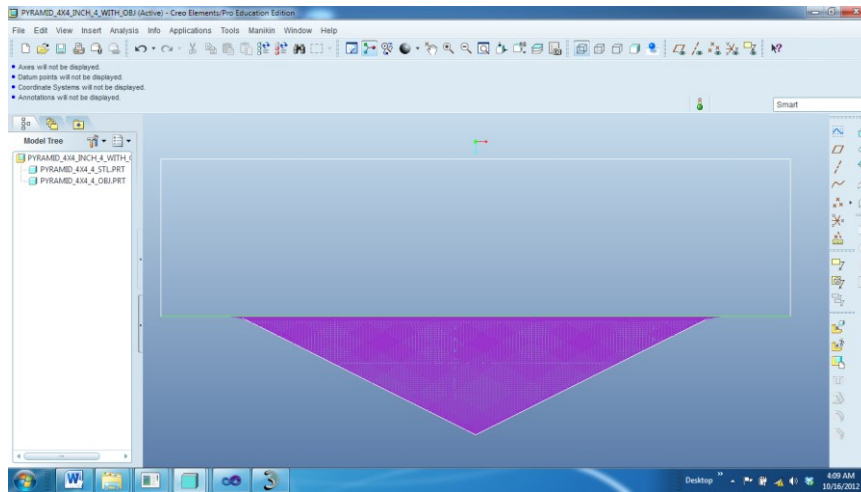 PYRAMID_4X4_INCH_4_WITH_OBJ (Active) - Creo Elements/Pro Education Edition
File Edit View Insert Analysis Info Applications Tools Manikin Window Help
• Axes will not be displayed.
• Datum points will not be displayed.
• Coordinate Systems will not be displayed.
• Annotations will not be displayed.
Smart
Model Tree
PYRAMID_4X4_INCH_4_WITH_
PYRAMID_4X4_4_STL.PRT
PYRAMID_4X4_4_OBJ.PRT
Desktop
4:09 AM
10/16/2012